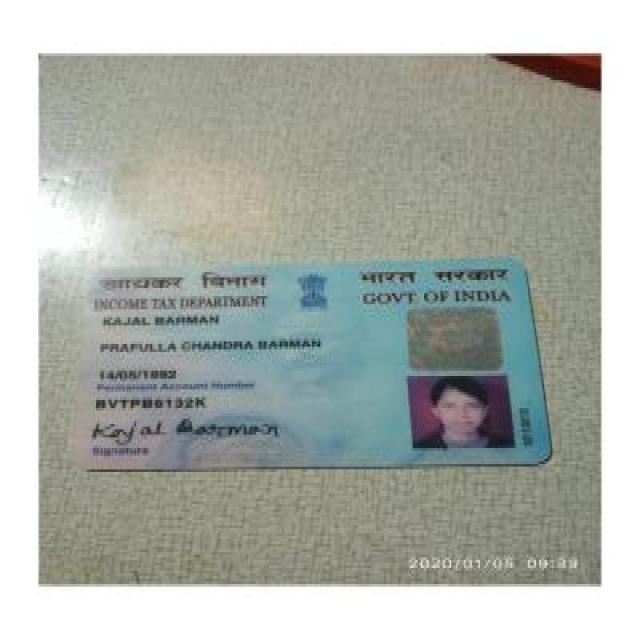 आयकर विभाग
INCOME TAX DEPARTMENT
भारत सरकार
GOVT OF INDIA
KAJAL BARMAN
PRAFULLA CHANDRA BARMAN
14/05/1992
Permanent Account Number
BVTPB6132K
Kajal Barman
Signature
2020/01/05 09:39